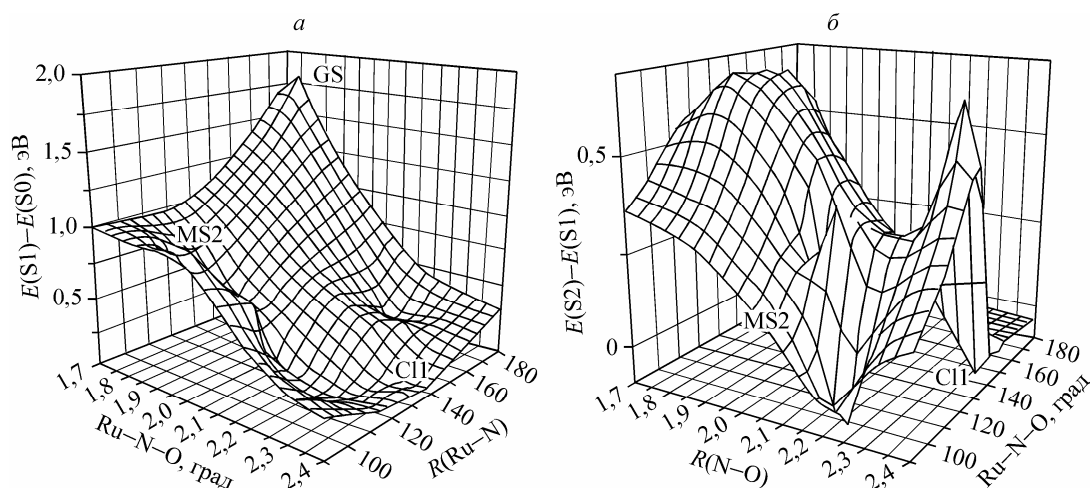 а
2,0
GS
1,5
E(S1)–E(S0), эВ
1,0
MS2
0,5
CI1
1,7
1,8
1,9
2,0
2,1
2,2
2,3
2,4
Ru–N–O, град
100
120
140
160
180
R(Ru–N)
б
0,5
E(S2)–E(S1), эВ
MS2
0
CI1
1,7
1,8
1,9
2,0
2,1
2,2
2,3
2,4
R(N–O)
100
120
140
160
180
Ru–N–O, град